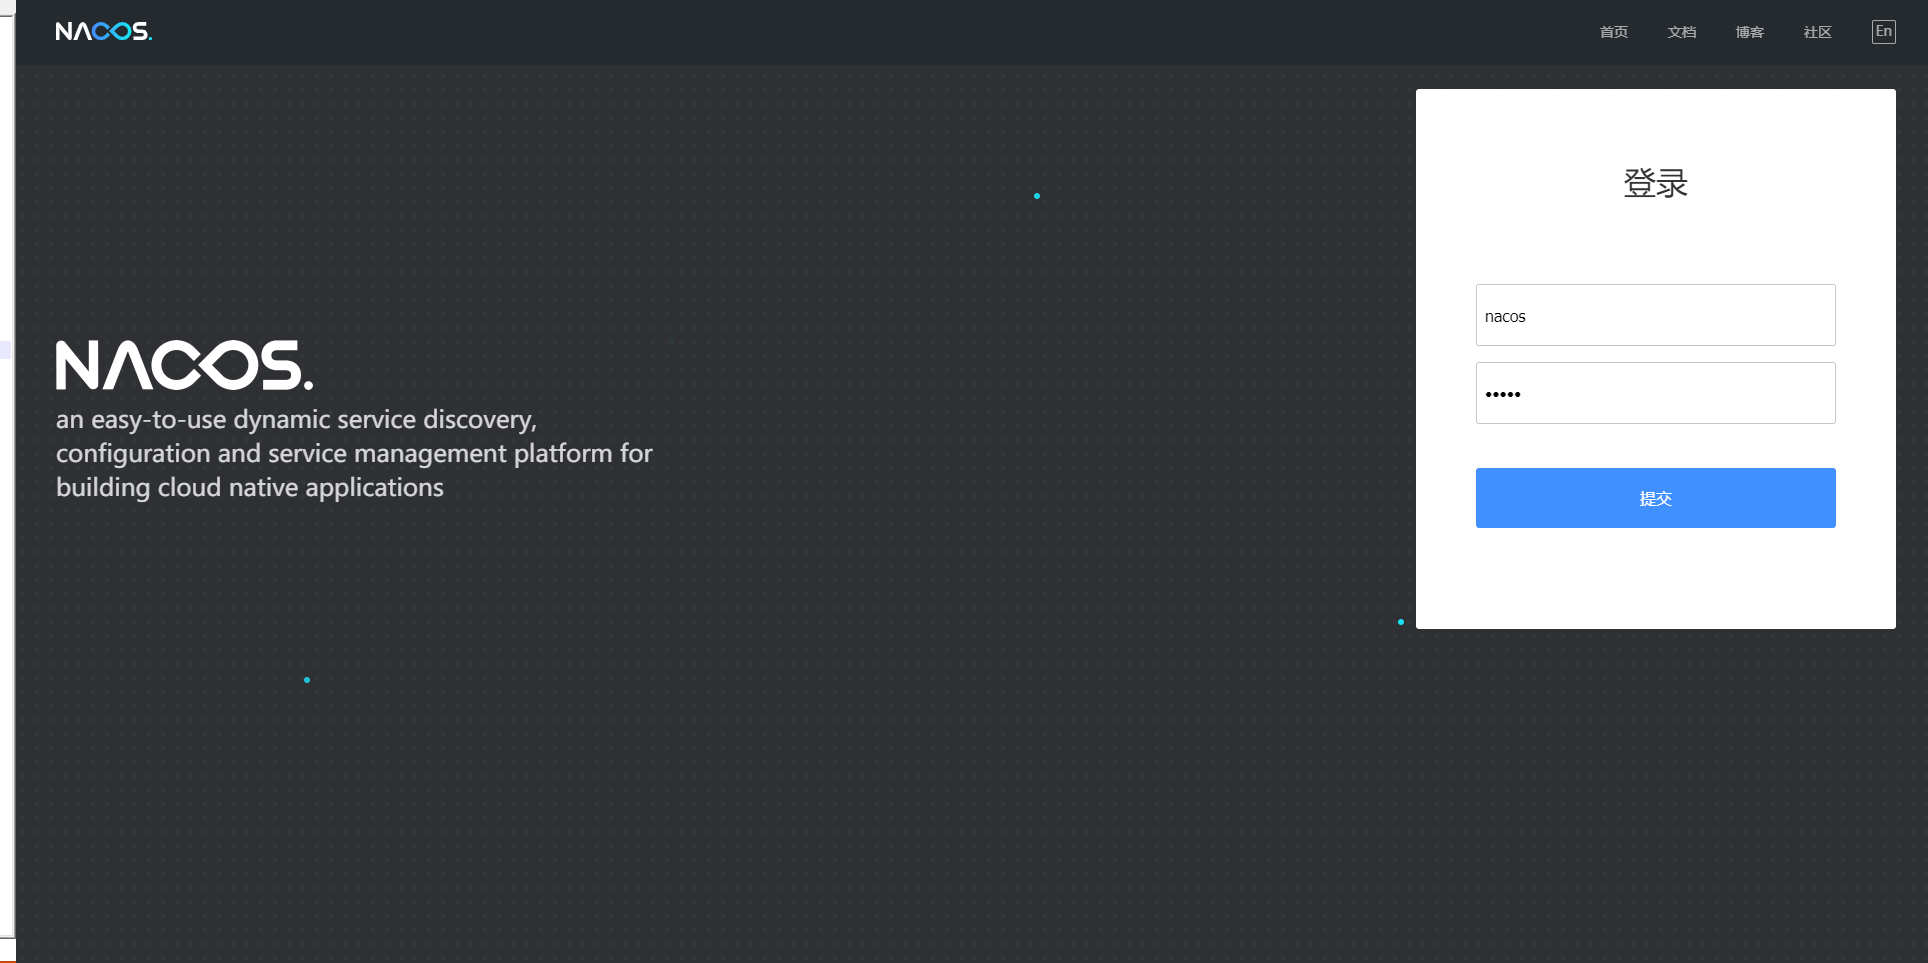 NACOS.
首页 文档 博客 社区 En
登录
nacos
•••••
提交
NACOS.
an easy-to-use dynamic service discovery,
configuration and service management platform for
building cloud native applications